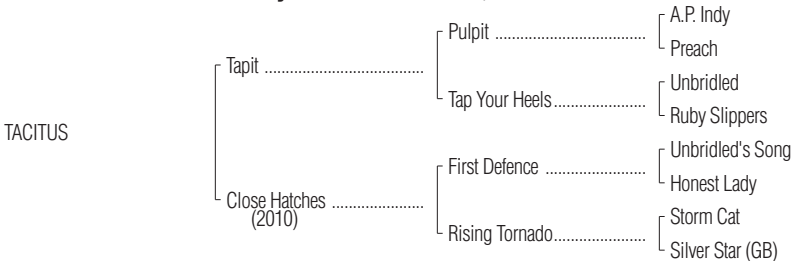 A.P. Indy
Pulpit ......................................
Preach
Tapit ........................................
Unbridled
Tap Your Heels.......................
Ruby Slippers
TACITUS
Unbridled's Song
First Defence .........................
Honest Lady
Close Hatches .......................
(2010)
Storm Cat
Rising Tornado.......................
Silver Star (GB)